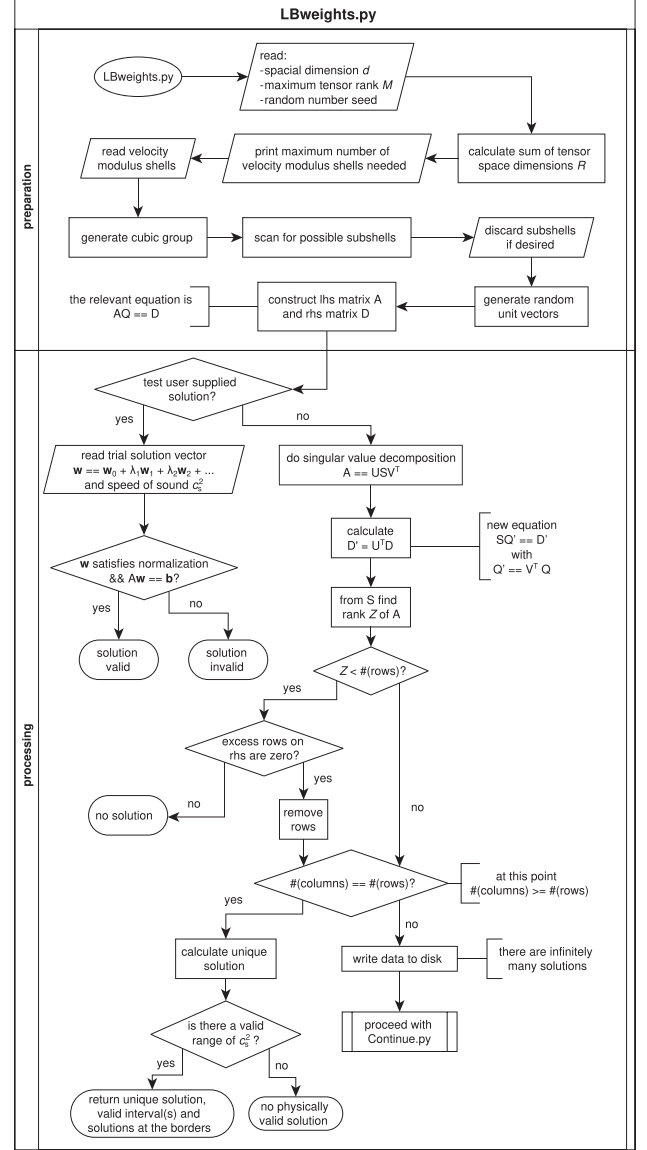 LBweights.py
preparation
LBweights.py
read:
-spacial dimension d
-maximum tensor rank M
-random number seed
read velocity
modulus shells
print maximum number of
velocity modulus shells needed
calculate sum of tensor
space dimensions R
generate cubic group
scan for possible subshells
discard subshells
if desired
the relevant equation is
AQ == D
construct lhs matrix A
and rhs matrix D
generate random
unit vectors
processing
test user supplied
solution?
yes
no
read trial solution vector
w == w₀ + λ₁w₁ + λ₂w₂ + ...
and speed of sound cₛ²
do singular value decomposition
A == USVᵀ
calculate
D' = UᵀD
new equation
SQ' == D'
with
Q' == Vᵀ Q
w satisfies normalization
&& Aw == b?
yes
no
from S find
rank Z of A
solution
valid
solution
invalid
Z < #(rows)?
yes
excess rows on
rhs are zero?
no
yes
no
no solution
remove
rows
#(columns) == #(rows)?
at this point
#(columns) >= #(rows)
yes
no
calculate unique
solution
write data to disk
there are infinitely
many solutions
is there a valid
range of cₛ² ?
proceed with
Continue.py
yes
no
return unique solution,
valid interval(s) and
solutions at the borders
no physically
valid solution